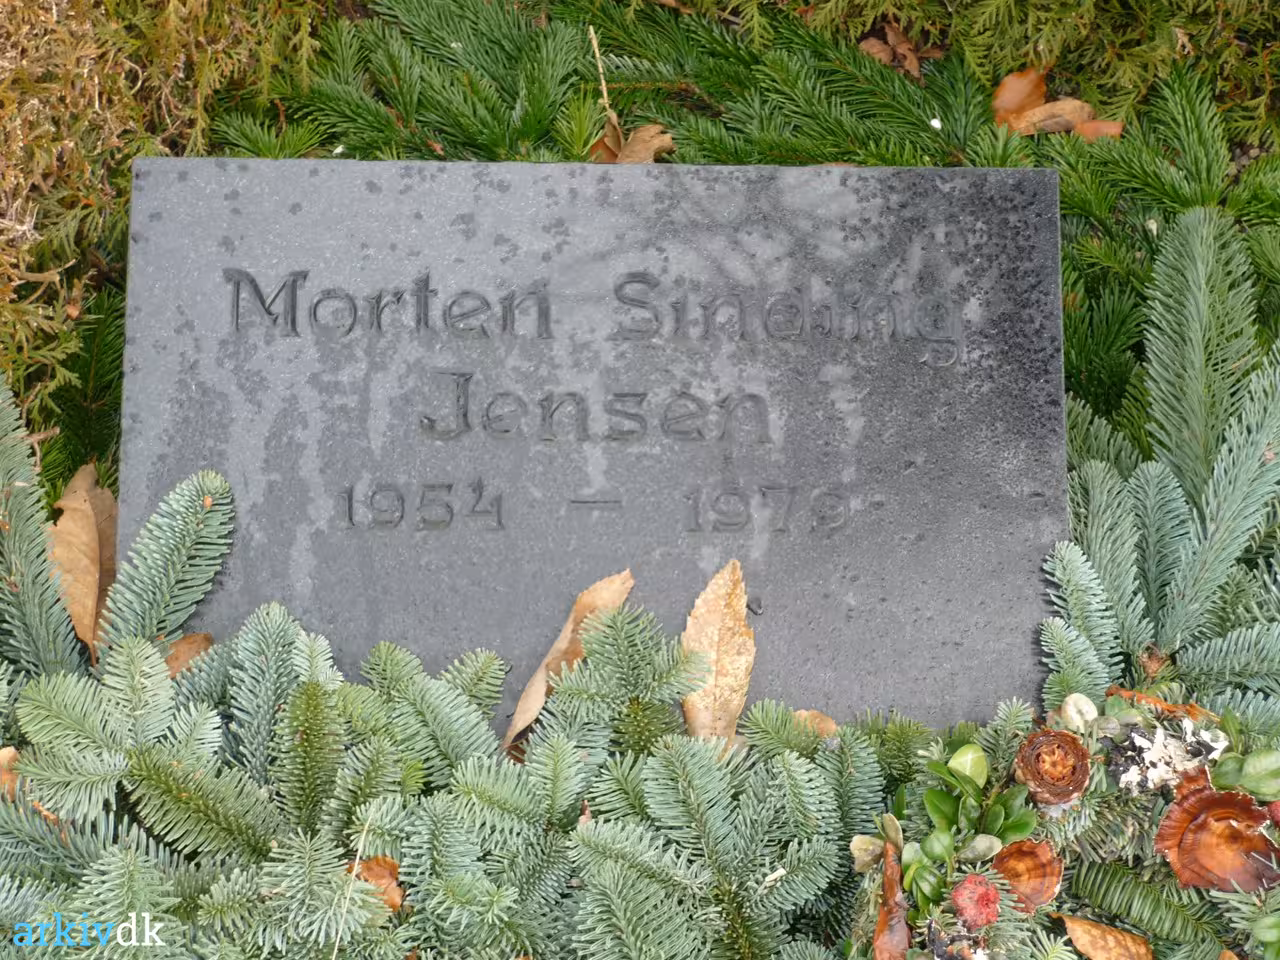 Morten Sinding
Jensen
1954 — 1979
arkivdk